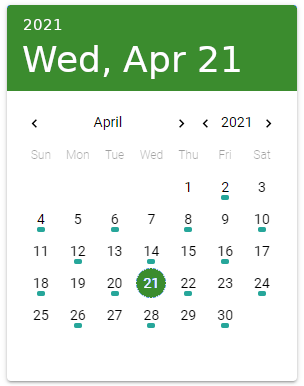 2021
Wed, Apr 21
April 2021
Sun Mon Tue Wed Thu Fri Sat
1 2 3
4 5 6 7 8 9 10
11 12 13 14 15 16 17
18 19 20 21 22 23 24
25 26 27 28 29 30